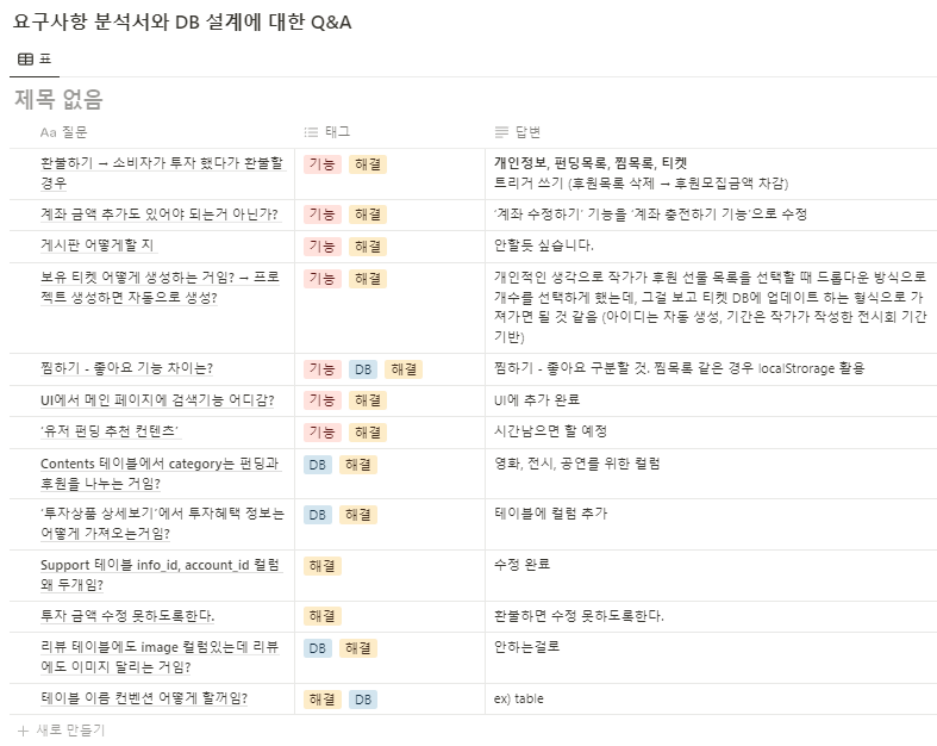 요구사항 분석서와 DB 설계에 대한 Q&A
표
제목 없음
Aa 질문 태그 답변
환불하기 → 소비자가 투자 했다가 환불할
경우
기능 해결
개인정보, 펀딩목록, 찜목록, 티켓
트리거 쓰기 (후원목록 삭제 → 후원모집금액 차감)
계좌 금액 추가도 있어야 되는거 아닌가? 기능 해결 '계좌 수정하기' 기능을 '계좌 충전하기 기능'으로 수정
게시판 어떻게할 지 기능 해결 안할듯 싶습니다.
보유 티켓 어떻게 생성하는 거임? → 프로
젝트 생성하면 자동으로 생성?
기능 해결
개인적인 생각으로 작가가 후원 선물 목록을 선택할 때 드롭다운 방식으로
개수를 선택하게 했는데, 그걸 보고 티켓 DB에 업데이트 하는 형식으로 가
져가면 될 것 같음 (아이디는 자동 생성, 기간은 작가가 작성한 전시회 기간
기반)
찜하기 - 좋아요 기능 차이는? 기능 DB 해결 찜하기 - 좋아요 구분할 것. 찜목록 같은 경우 localStrorage 활용
UI에서 메인 페이지에 검색기능 어디감? 기능 해결 UI에 추가 완료
'유저 펀딩 추천 컨텐츠' 기능 해결 시간남으면 할 예정
Contents 테이블에서 category는 펀딩과
후원을 나누는 거임?
DB 해결 영화, 전시, 공연를 위한 컬럼
'투자상품 상세보기'에서 투자혜택 정보는
어떻게 가져오는거임?
DB 해결 테이블에 컬럼 추가
Support 테이블 info_id, account_id 컬럼
왜 두개임?
해결 수정 완료
투자 금액 수정 못하도록한다. 해결 환불하면 수정 못하도록한다.
리뷰 테이블에도 image 컬럼있는데 리뷰
에도 이미지 달리는 거임?
DB 해결 안하는걸로
테이블 이름 컨벤션 어떻게 할꺼임? 해결 DB ex) table
+ 새로 만들기